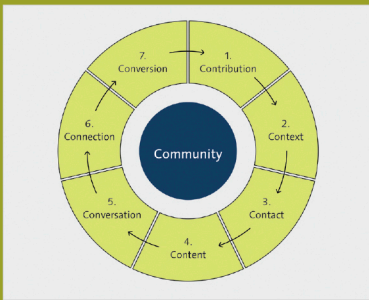 7.
Conversion
1.
Contribution
2.
Context
3.
Contact
4.
Content
5.
Conversation
6.
Connection
Community